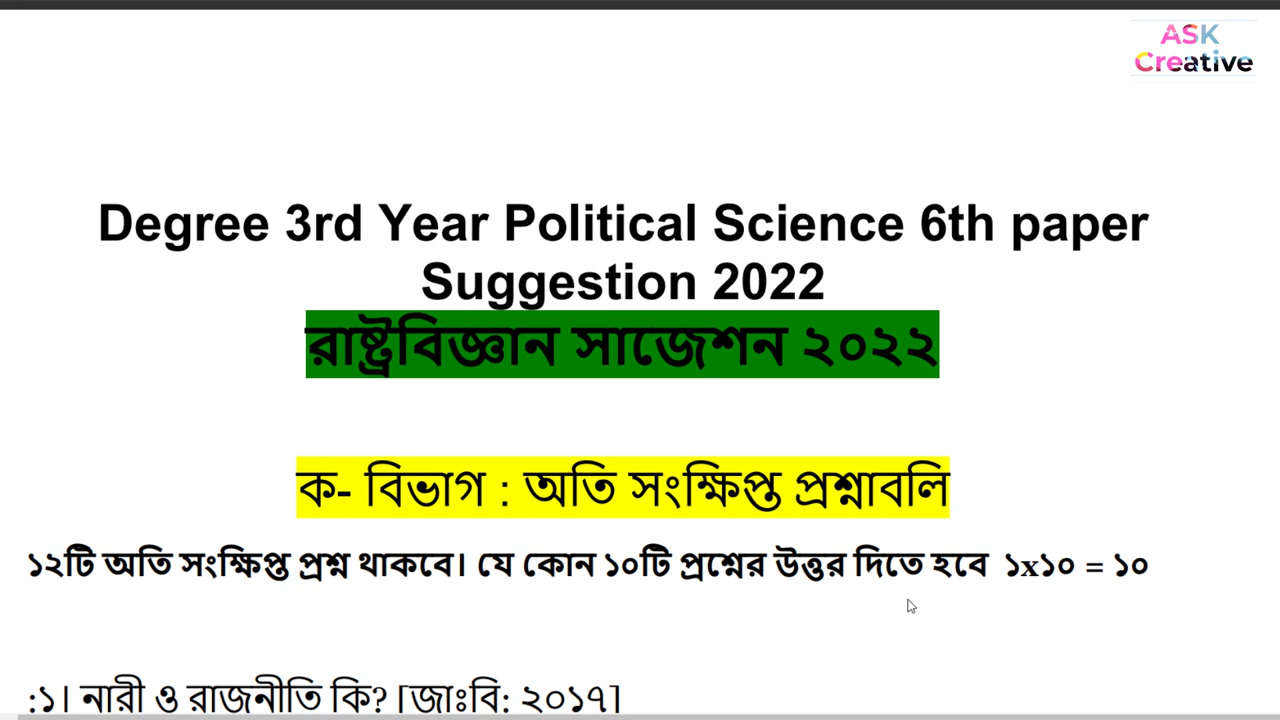 ASK
Creative
Degree 3rd Year Political Science 6th paper
Suggestion 2022
রাষ্ট্রবিজ্ঞান সাজেশন ২০২২
ক- বিভাগ : অতি সংক্ষিপ্ত প্রশ্নাবলি
১২টি অতি সংক্ষিপ্ত প্রশ্ন থাকবে। যে কোন ১০টি প্রশ্নের উত্তর দিতে হবে ১x১০ = ১০
:১। নারী ও রাজনীতি কি? [জাঃবি: ২০১৭]